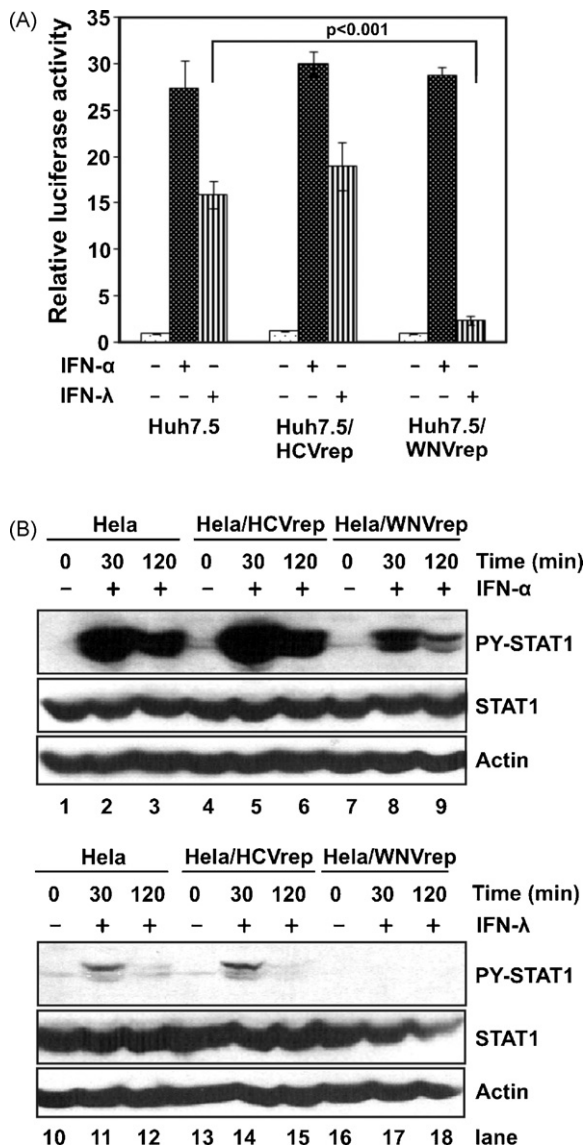 (A)
p<0.001
Relative luciferase activity
35
30
25
20
15
10
5
0
IFN-α – + – – + – – + –
IFN-λ – – + – – + – – + 
Huh7.5 Huh7.5/ Huh7.5/
HCVrep WNVrep
(B)
Hela Hela/HCVrep Hela/WNVrep
0 30 120 0 30 120 0 30 120 Time (min)
– + + – + + – + + IFN-α
PY-STAT1
STAT1
Actin
1 2 3 4 5 6 7 8 9
Hela Hela/HCVrep Hela/WNVrep
0 30 120 0 30 120 0 30 120 Time (min)
– + + – + + – + + IFN-λ
PY-STAT1
STAT1
Actin
10 11 12 13 14 15 16 17 18 lane